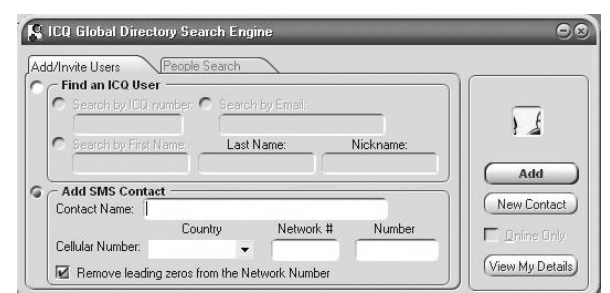 ICQ Global Directory Search Engine
Add/Invite Users People Search
Find an ICQ User
Search by ICQ number: Search by Email:
Search by First Name: Last Name: Nickname:
Add SMS Contact
Contact Name:
Country Network # Number
Cellular Number:
Remove leading zeros from the Network Number
Add
New Contact
Online Only
View My Details